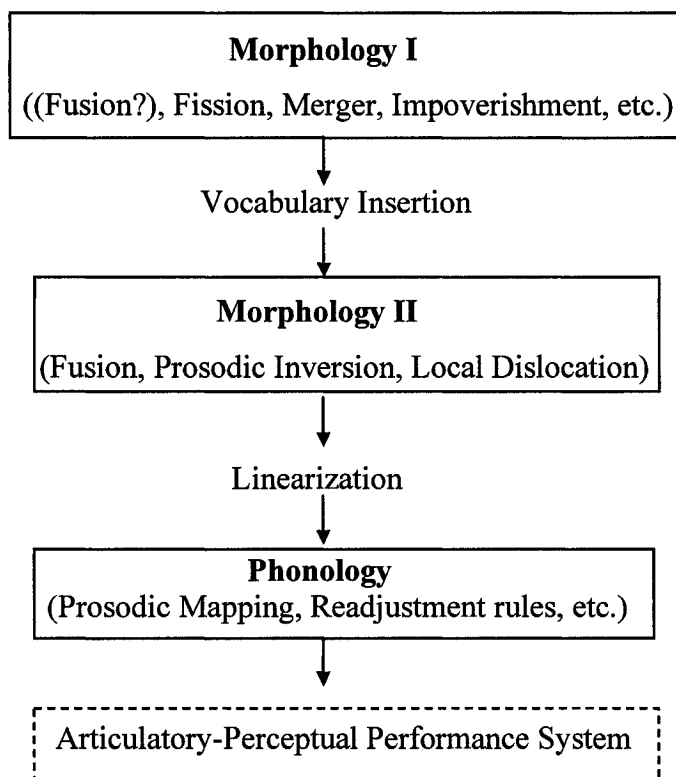 Morphology I
((Fusion?), Fission, Merger, Impoverishment, etc.)
Vocabulary Insertion
Morphology II
(Fusion, Prosodic Inversion, Local Dislocation)
Linearization
Phonology
(Prosodic Mapping, Readjustment rules, etc.)
Articulatory-Perceptual Performance System